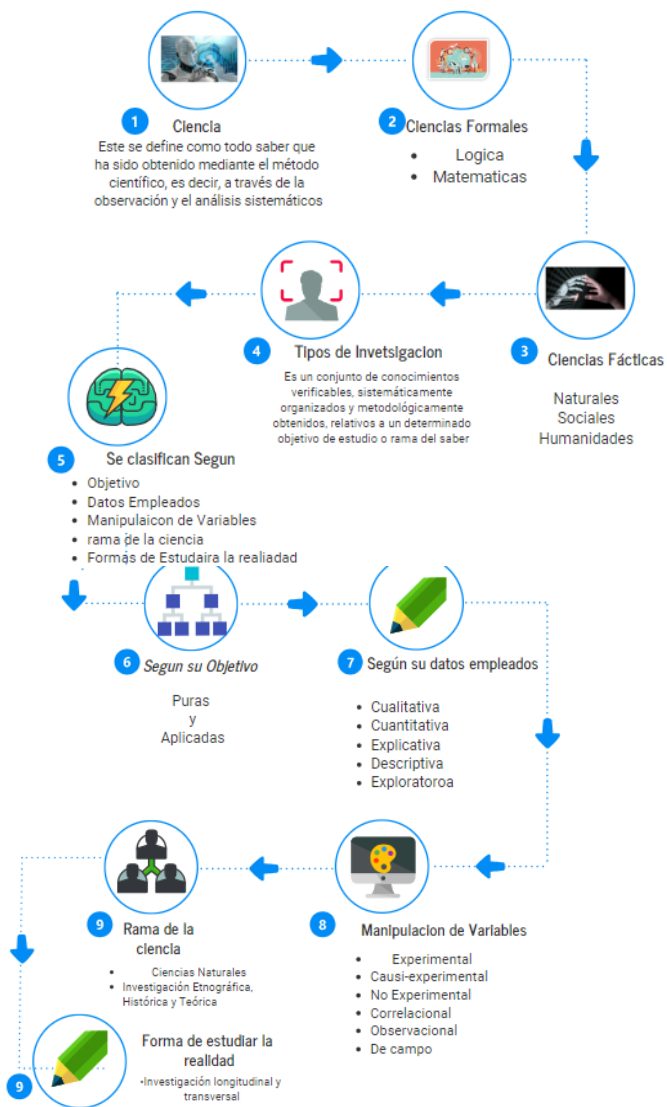 1
Ciencia
Este se define como todo saber que
ha sido obtenido mediante el método
científico, es decir, a través de la
observación y el análisis sistemáticos
2
Ciencias Formales
• Logica
• Matematicas
3
Ciencias Fácticas
Naturales
Sociales
Humanidades
4
Tipos de Invetsigacion
Es un conjunto de conocimientos
verificables, sistemáticamente
organizados y metodológicamente
obtenidos, relativos a un determinado
objetivo de estudio o rama del saber
5
Se clasifican Segun
• Objetivo
• Datos Empleados
• Manipulaicon de Variables
• rama de la ciencia
• Formas de Estudaira la realiadad
6
Segun su Objetivo
Puras
y
Aplicadas
7
Según su datos empleados
• Cualitativa
• Cuantitativa
• Explicativa
• Descriptiva
• Exploratoroa
8
Manipulacion de Variables
• Experimental
• Causi-experimental
• No Experimental
• Correlacional
• Observacional
• De campo
9
Rama de la
ciencia
• Ciencias Naturales
• Investigación Etnográfica,
Histórica y Teórica
9
Forma de estudiar la
realidad
•Investigación longitudinal y
transversal